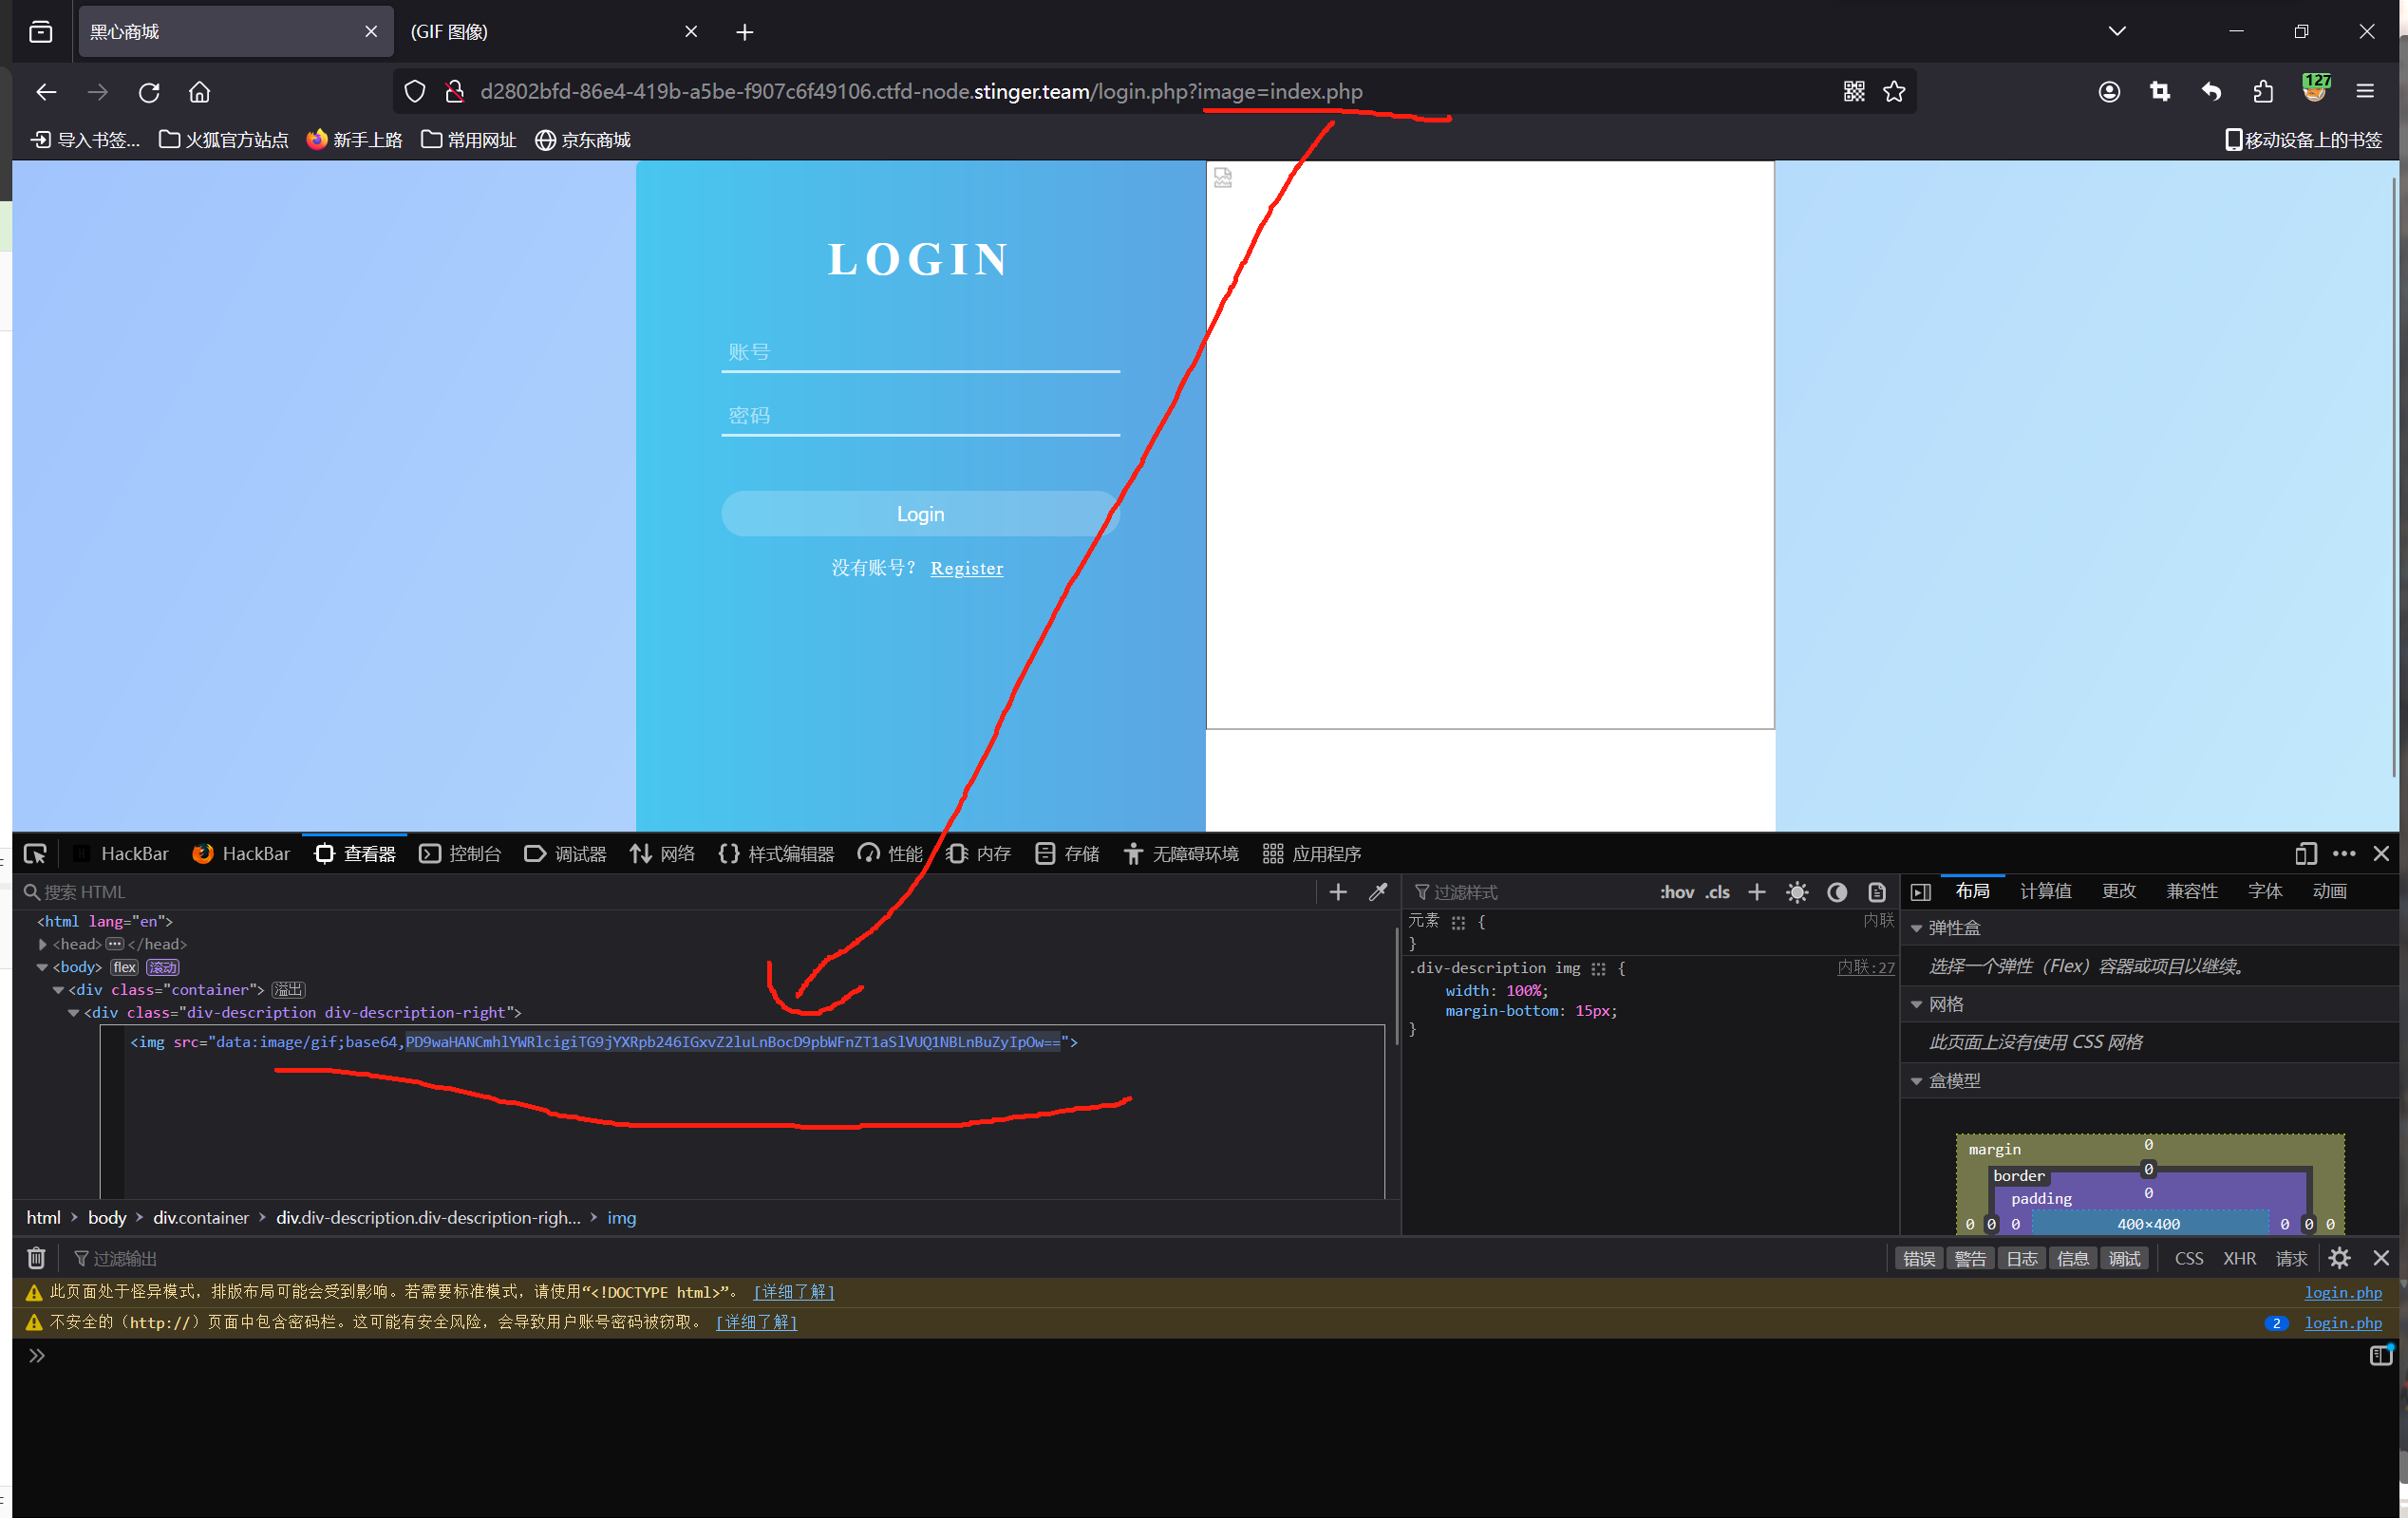 黑心商城
(GIF 图像)
d2802bfd-86e4-419b-a5be-f907c6f49106.ctfd-node.stinger.team/login.php?image=index.php
127
导入书签...
火狐官方站点
新手上路
常用网址
京东商城
移动设备上的书签
LOGIN
账号
密码
Login
没有账号？ Register
HackBar
HackBar
查看器
控制台
调试器
网络
样式编辑器
性能
内存
存储
无障碍环境
应用程序
搜索 HTML
<html lang="en">
<head> ••• </head>
<body> flex 滚动
<div class="container"> 溢出
<div class="div-description div-description-right">
<img src="data:image/gif;base64,PD9waHANCmhlYWRlcigiTG9jYXRpb246IGxvZ2luLnBocD9pbWFnZT1aSlVUQ1NBLnBuZyIpOw==">
html › body › div.container › div.div-description.div-description-righ... › img
过滤样式
:hov .cls
元素 {
内联
}
.div-description img {
内联:27
width: 100%;
margin-bottom: 15px;
}
布局
计算值
更改
兼容性
字体
动画
弹性盒
选择一个弹性（Flex）容器或项目以继续。
网格
此页面上没有使用 CSS 网格
盒模型
margin
0
border
0
padding
0
0 0 0 400×400 0 0 0
过滤输出
错误 警告 日志 信息 调试 CSS XHR 请求
此页面处于怪异模式，排版布局可能会受到影响。若需要标准模式，请使用“<!DOCTYPE html>”。 [详细了解]
login.php
不安全的（http://）页面中包含密码栏。这可能有安全风险，会导致用户账号密码被窃取。 [详细了解]
2 login.php